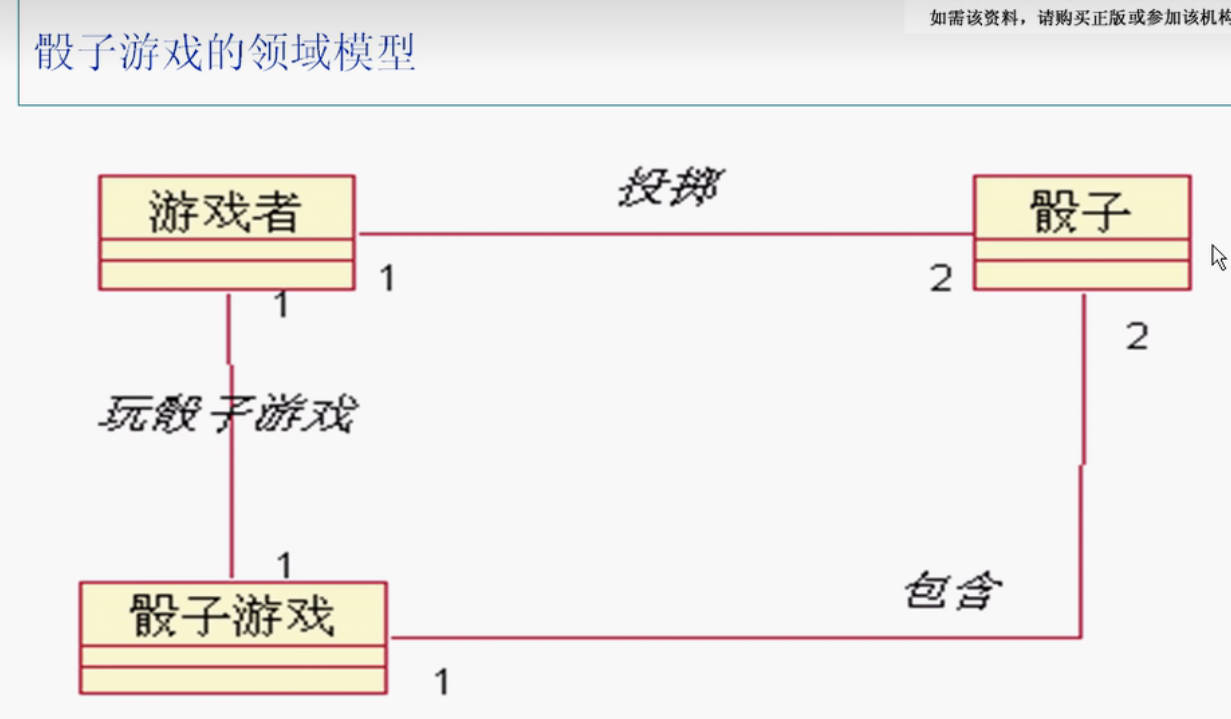 如需该资料，请购买正版或参加该机构
骰子游戏的领域模型
投掷
游戏者
骰子
1
2
1
2
玩骰子游戏
1
包含
骰子游戏
1